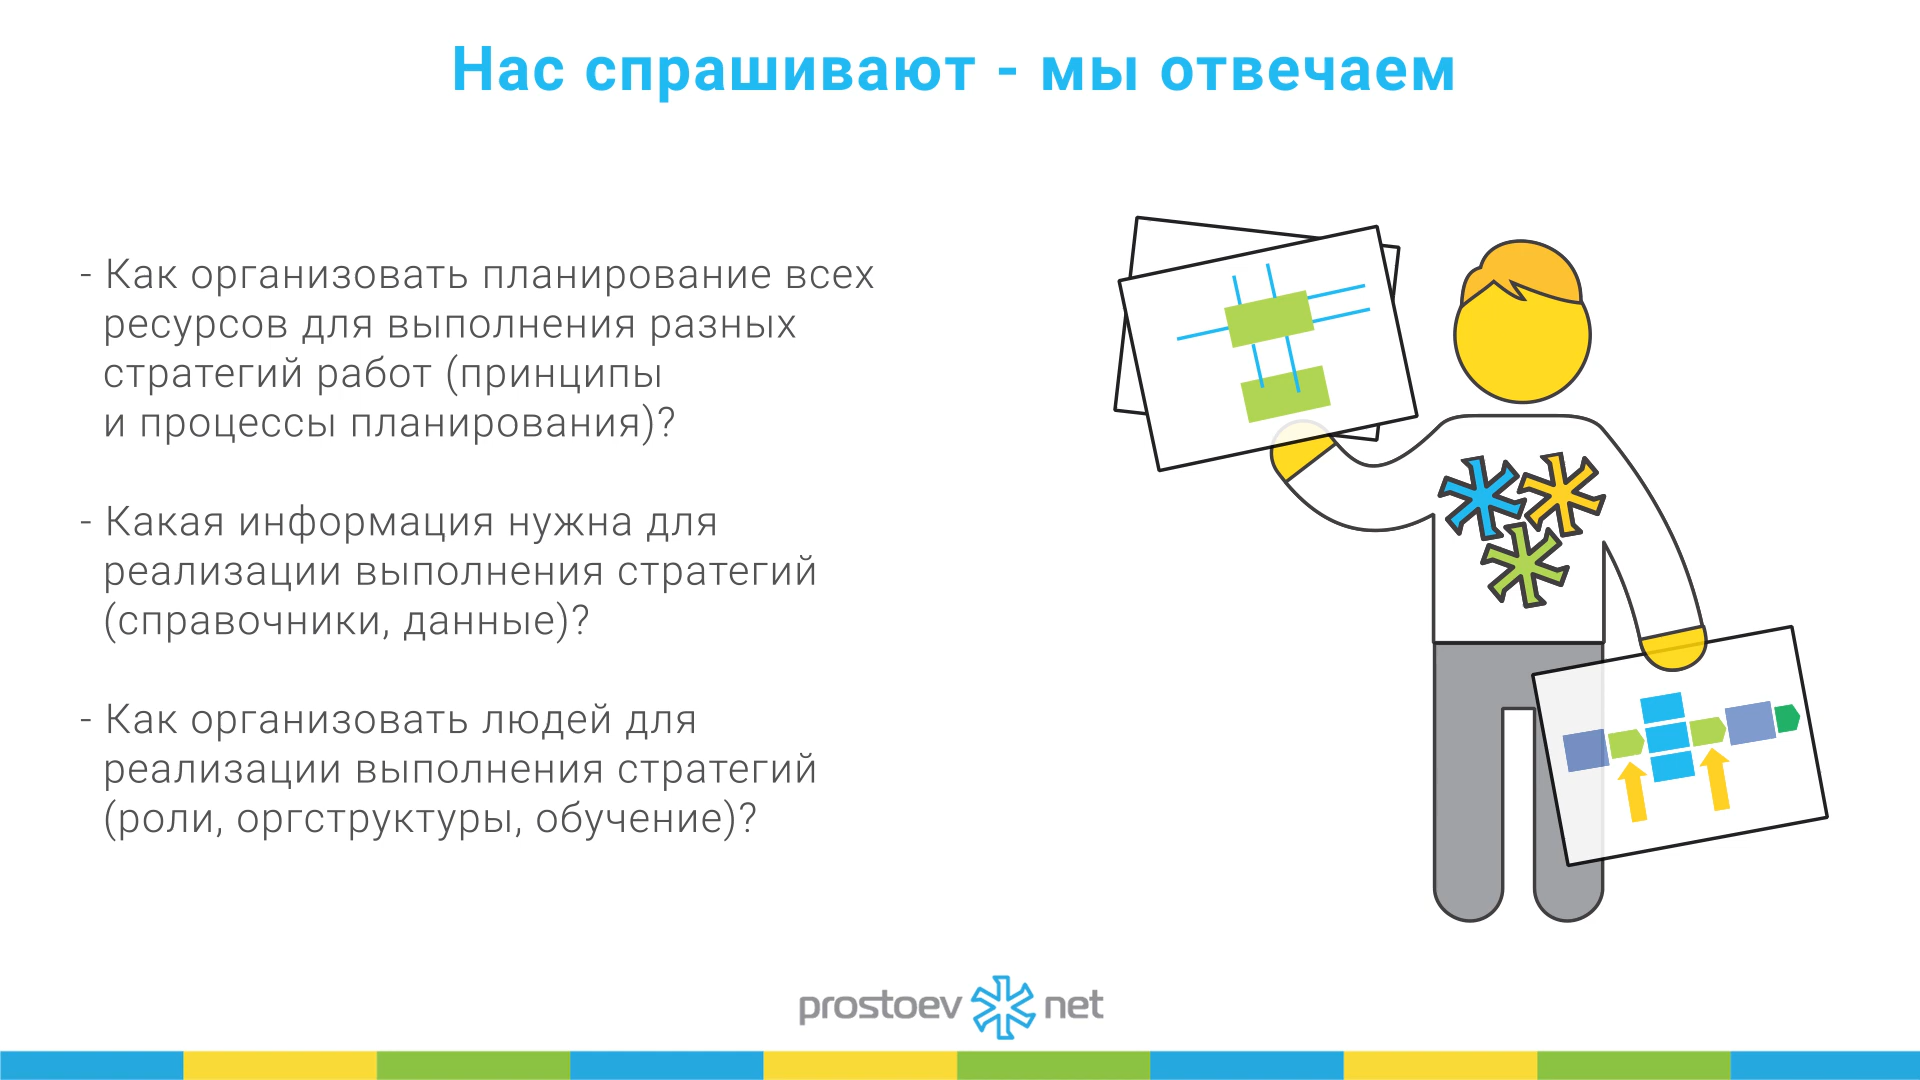 Нас спрашивают - мы отвечаем
- Как организовать планирование всех
ресурсов для выполнения разных
стратегий работ (принципы
и процессы планирования)?
- Какая информация нужна для
реализации выполнения стратегий
(справочники, данные)?
- Как организовать людей для
реализации выполнения стратегий
(роли, оргструктуры, обучение)?
prostoev net